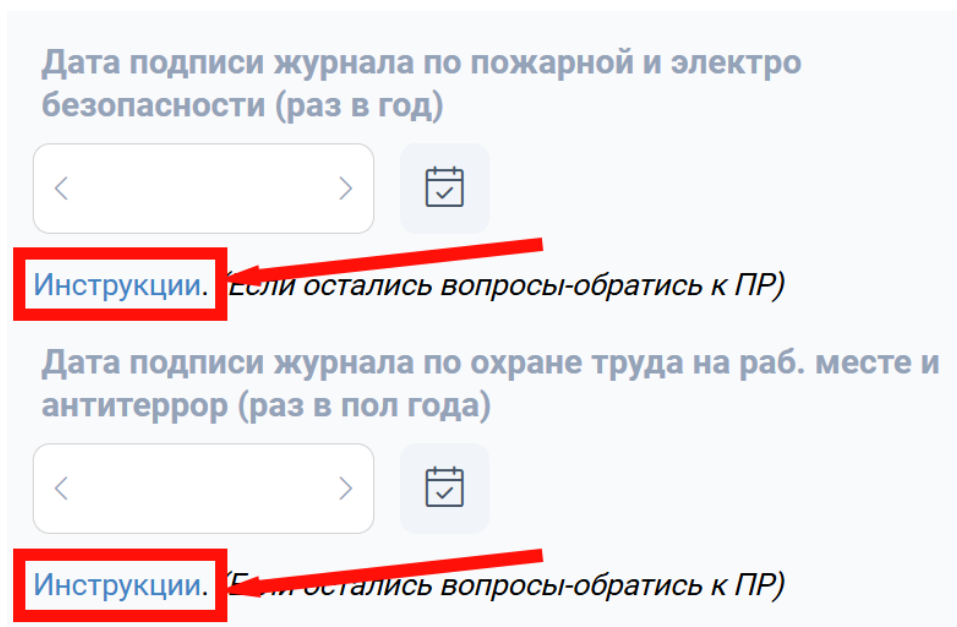 Дата подписи журнала по пожарной и электро
безопасности (раз в год)
Инструкции. (Если остались вопросы-обратись к ПР)
Дата подписи журнала по охране труда на раб. месте и
антитеррор (раз в пол года)
Инструкции. (Если остались вопросы-обратись к ПР)